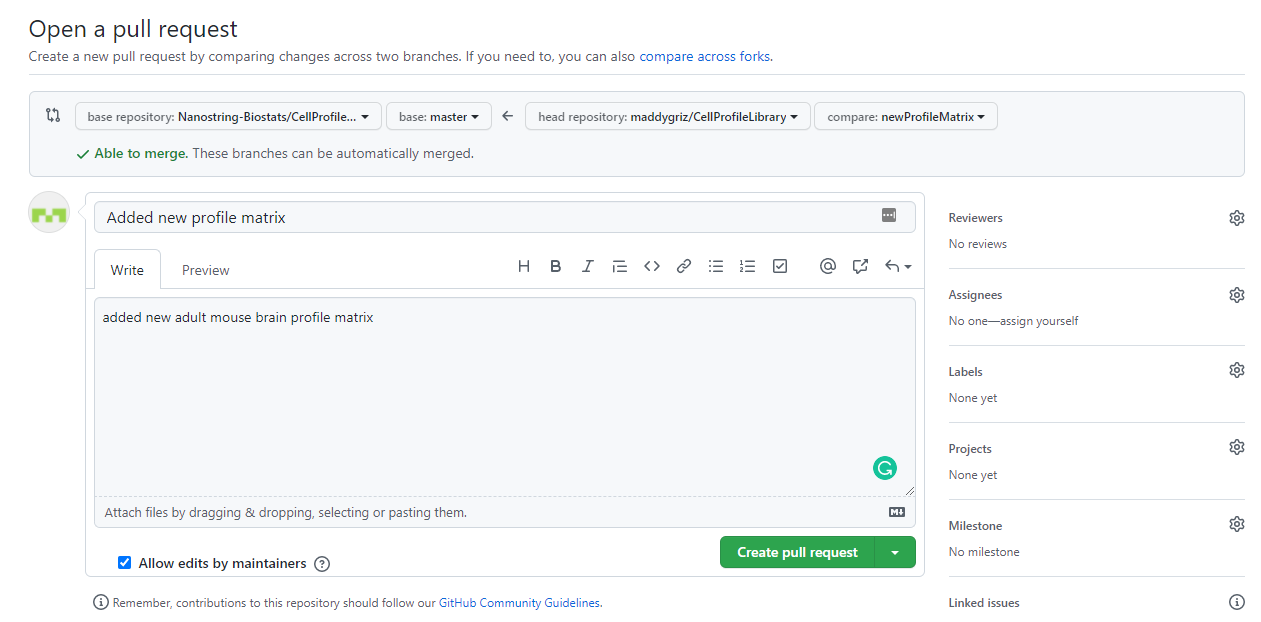 Open a pull request
Create a new pull request by comparing changes across two branches. If you need to, you can also compare across forks.
base repository: Nanostring-Biostats/CellProfile... base: master head repository: maddygriz/CellProfileLibrary compare: newProfileMatrix
Able to merge. These branches can be automatically merged.
Added new profile matrix
Write Preview
added new adult mouse brain profile matrix
Attach files by dragging & dropping, selecting or pasting them.
Allow edits by maintainers
Create pull request
Remember, contributions to this repository should follow our GitHub Community Guidelines.
Reviewers
No reviews
Assignees
No one—assign yourself
Labels
None yet
Projects
None yet
Milestone
No milestone
Linked issues